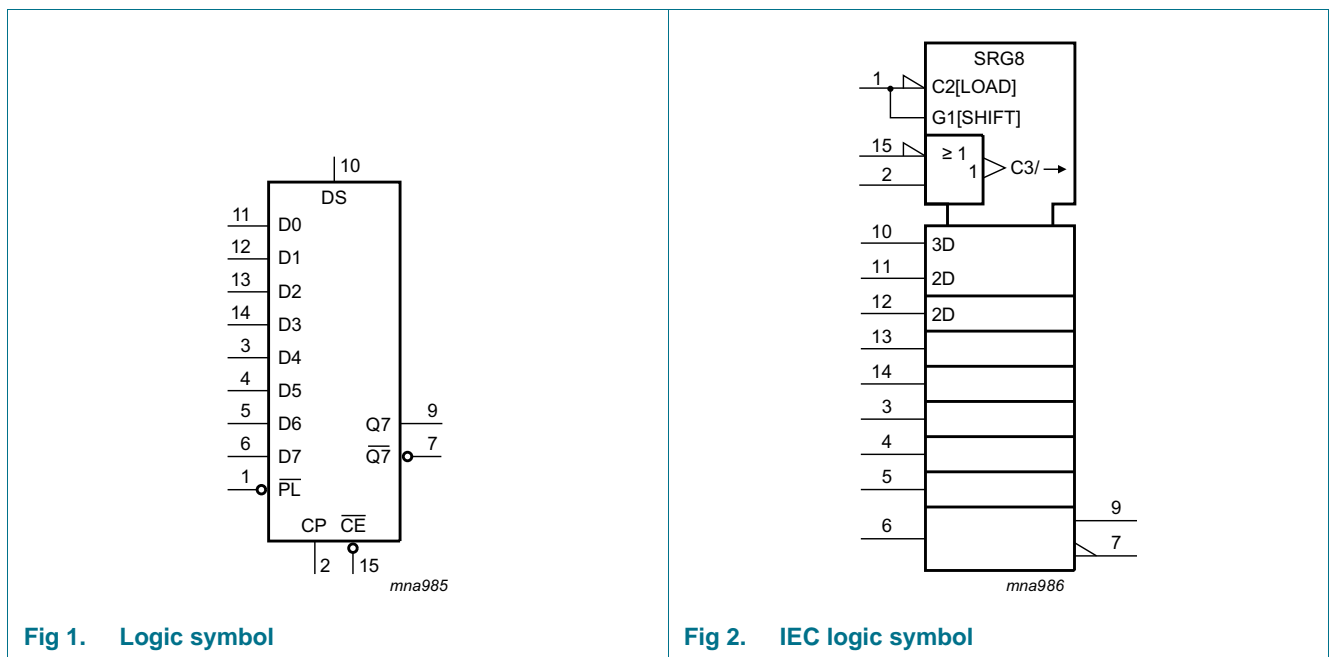 10
DS
11 D0
12 D1
13 D2
14 D3
3 D4
4 D5
5 D6 Q7 9
6 D7 Q̅7̅ 7
1 P̅L̅
CP C̅E̅
2 15
mna985
Fig 1. Logic symbol
SRG8
1 C2[LOAD]
G1[SHIFT]
15 ≥ 1
2 1 C3/→
10 3D
11 2D
12 2D
13
14
3
4
5
6 9
7
mna986
Fig 2. IEC logic symbol